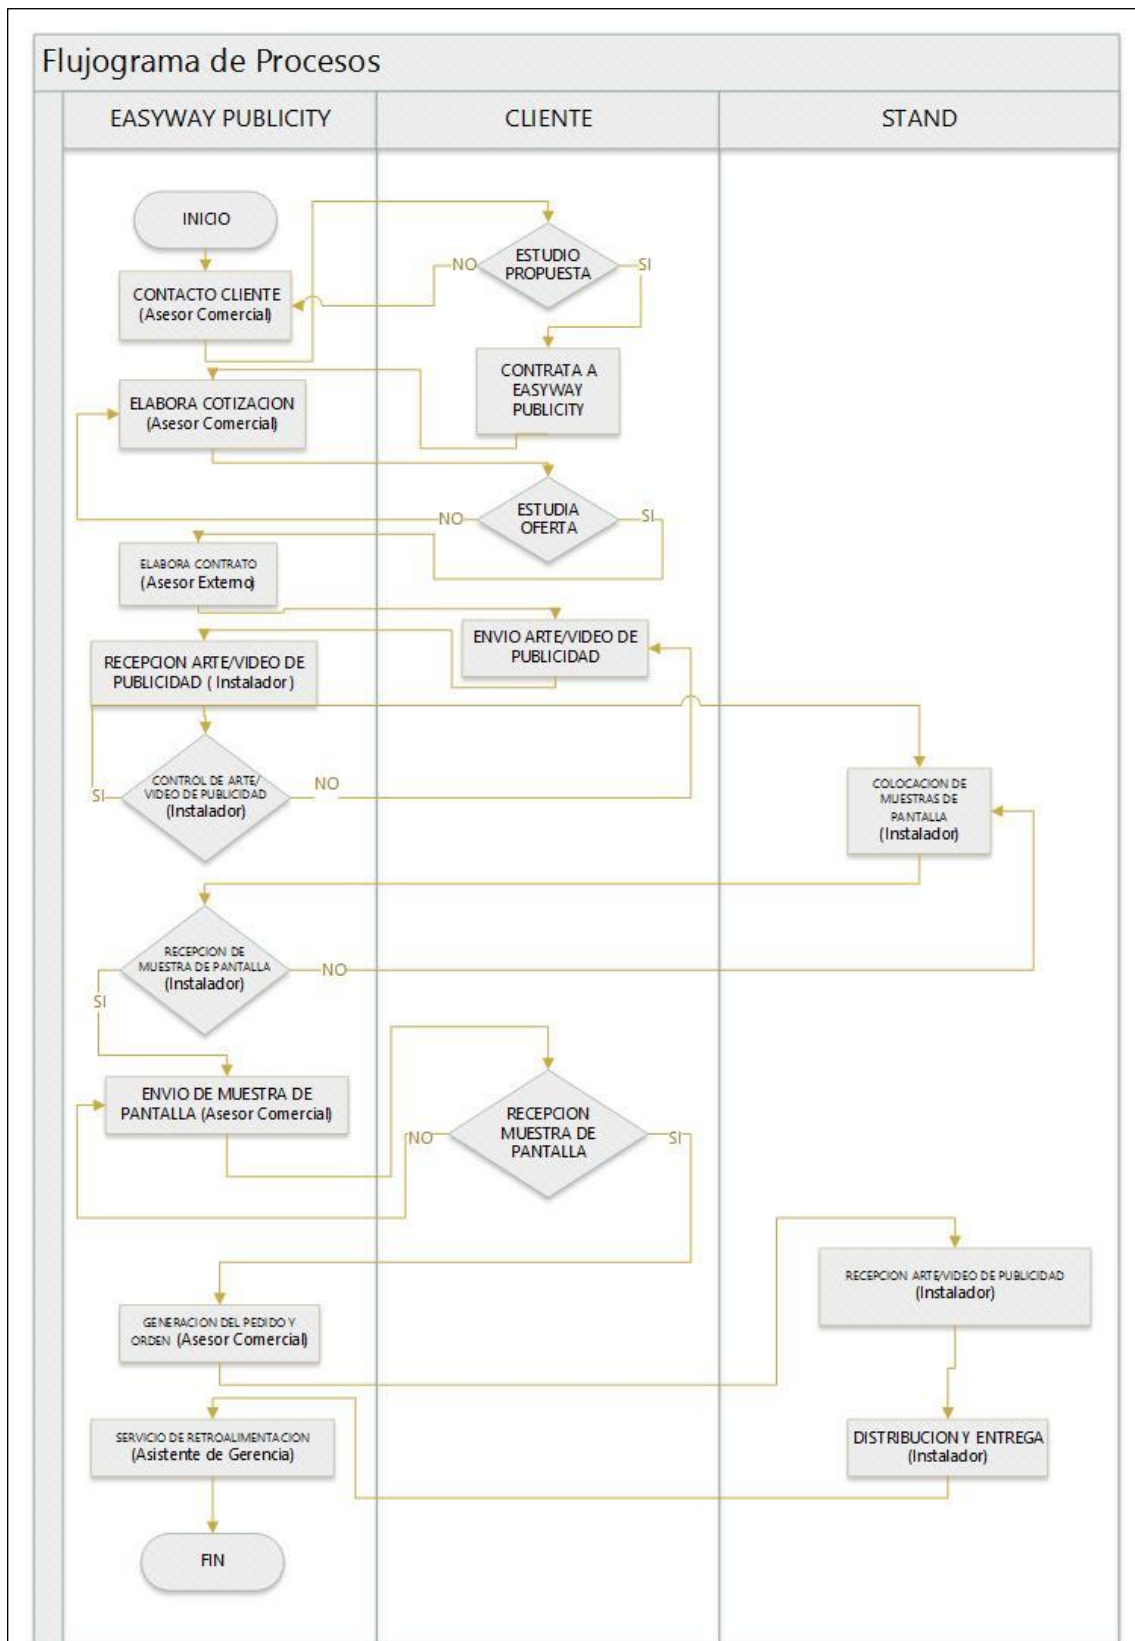 Flujograma de Procesos
EASYWAY PUBLICITY
CLIENTE
STAND
INICIO
ESTUDIO
PROPUESTA
NO
SI
CONTACTO CLIENTE
(Asesor Comercial)
CONTRATA A
EASYWAY
PUBLICITY
ELABORA COTIZACION
(Asesor Comercial)
ESTUDIA
OFERTA
NO
SI
ELABORA CONTRATO
(Asesor Externo)
ENVIO ARTE/VIDEO DE
PUBLICIDAD
RECEPCION ARTE/VIDEO DE
PUBLICIDAD ( Instalador )
CONTROL DE ARTE/
VIDEO DE PUBLICIDAD
(Instalador)
SI
NO
COLOCACION DE
MUESTRAS DE
PANTALLA
(Instalador)
RECEPCION DE
MUESTRA DE PANTALLA
(Instalador)
NO
SI
ENVIO DE MUESTRA DE
PANTALLA (Asesor Comercial)
RECEPCION
MUESTRA DE
PANTALLA
NO
SI
RECEPCION ARTE/VIDEO DE PUBLICIDAD
(Instalador)
GENERACION DEL PEDIDO Y
ORDEN (Asesor Comercial)
SERVICIO DE RETROALIMENTACION
(Asistente de Gerencia)
DISTRIBUCION Y ENTREGA
(Instalador)
FIN